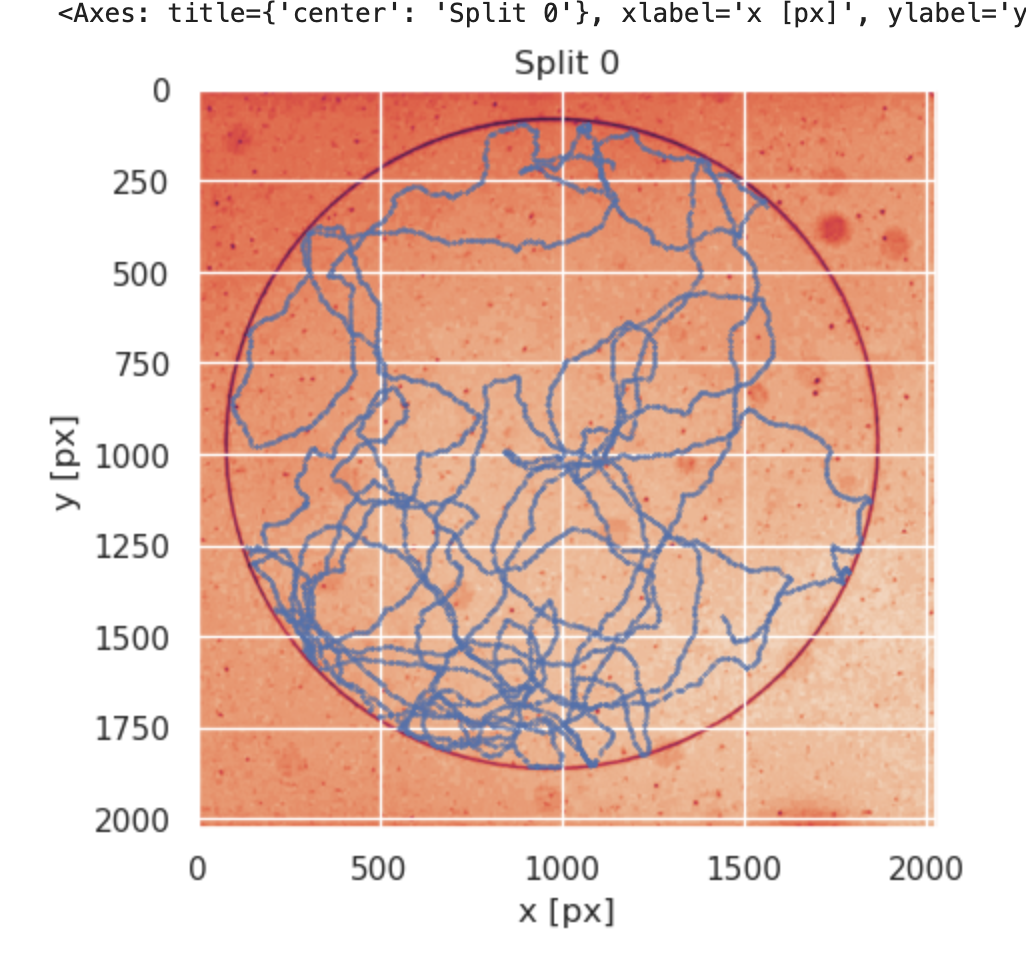 <Axes: title={'center': 'Split 0'}, xlabel='x [px]', ylabel='y
Split 0
0
250
500
750
1000
1250
1500
1750
2000
y [px]
0 500 1000 1500 2000
x [px]